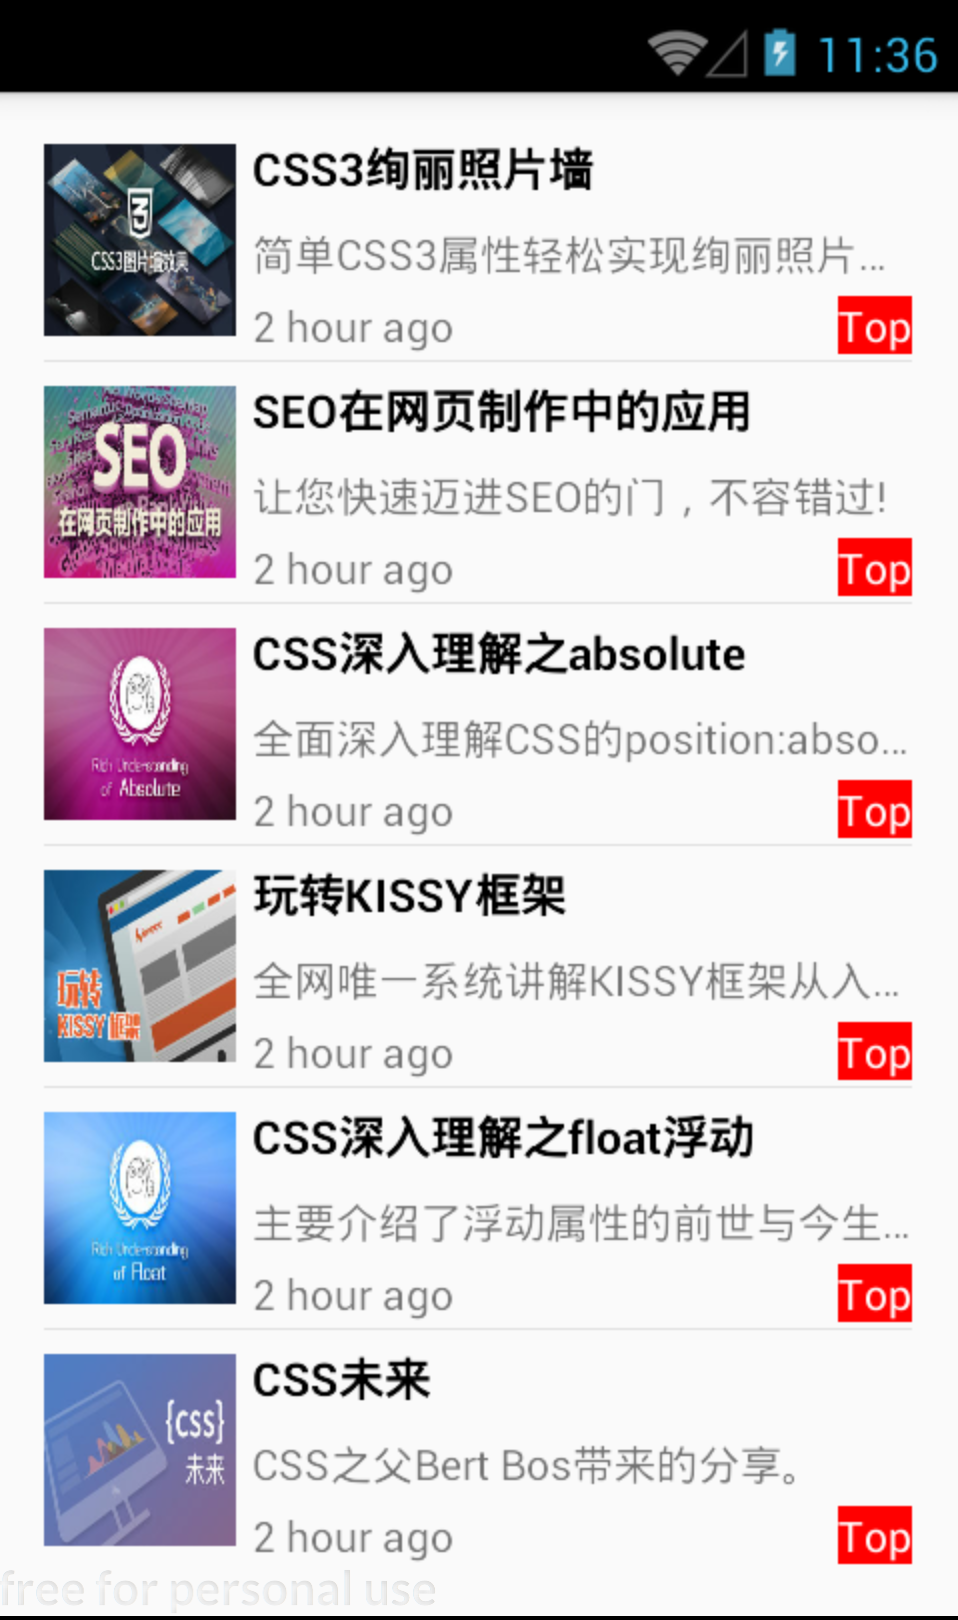 11:36
CSS3绚丽照片墙
3
CSS3图片墙效果
简单CSS3属性轻松实现绚丽照片...
2 hour ago
Top
SEO在网页制作中的应用
SEO
在网页制作中的应用
让您快速迈进SEO的门，不容错过!
2 hour ago
Top
CSS深入理解之absolute
Rich Understanding
of Absolute
全面深入理解CSS的position:abso...
2 hour ago
Top
玩转KISSY框架
玩转
KISSY 框架
全网唯一系统讲解KISSY框架从入...
2 hour ago
Top
CSS深入理解之float浮动
Rich Understanding
of Float
主要介绍了浮动属性的前世与今生...
2 hour ago
Top
CSS未来
{css}
未来
CSS之父Bert Bos带来的分享。
2 hour ago
Top
free for personal use